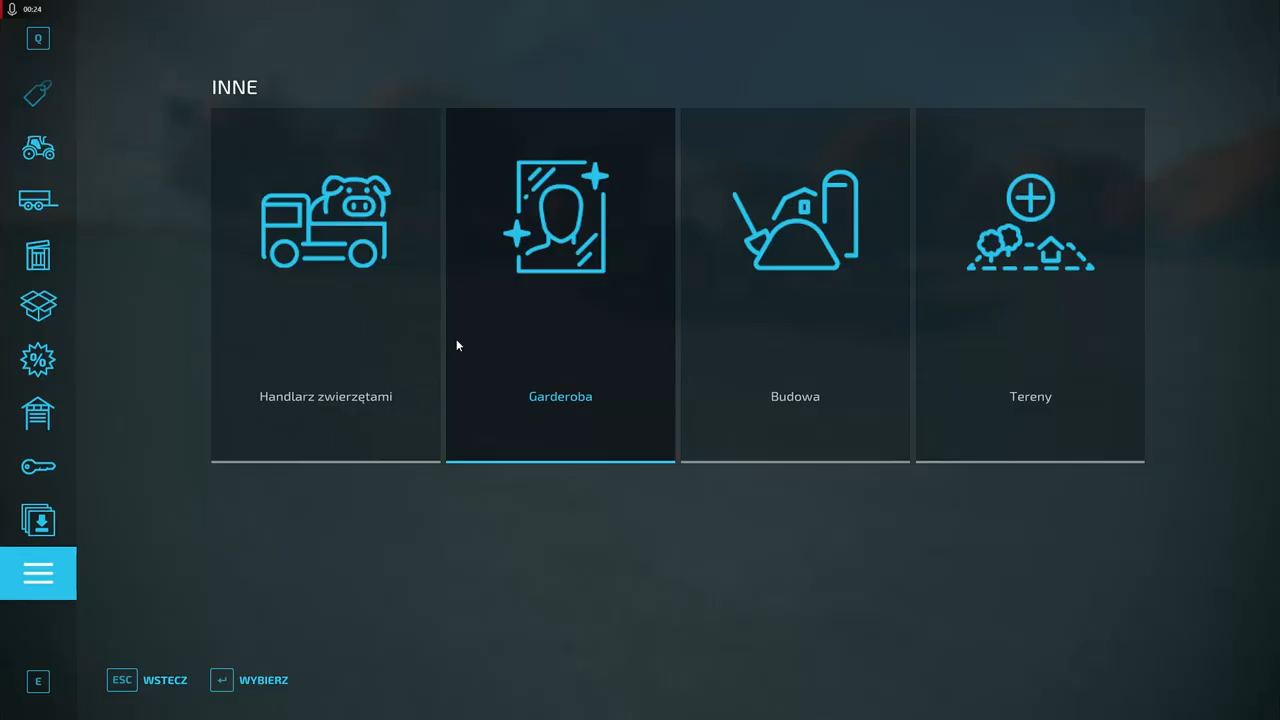 00:24
Q
INNE
%
Handlarz zwierzętami
Garderoba
Budowa
Tereny
E
ESC WSTECZ
↵ WYBIERZ